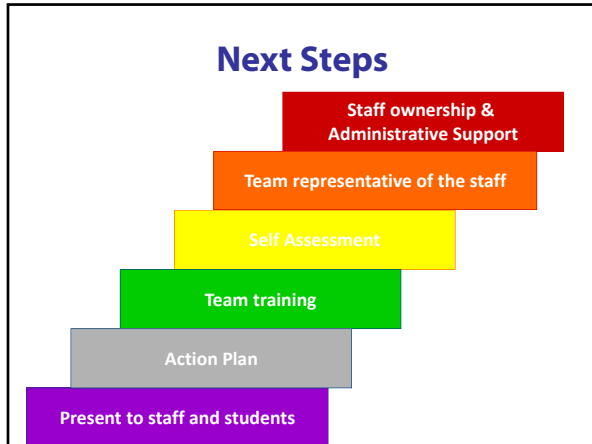 Next Steps
Staff ownership &
Administrative Support
Team representative of the staff
Self Assessment
Team training
Action Plan
Present to staff and students